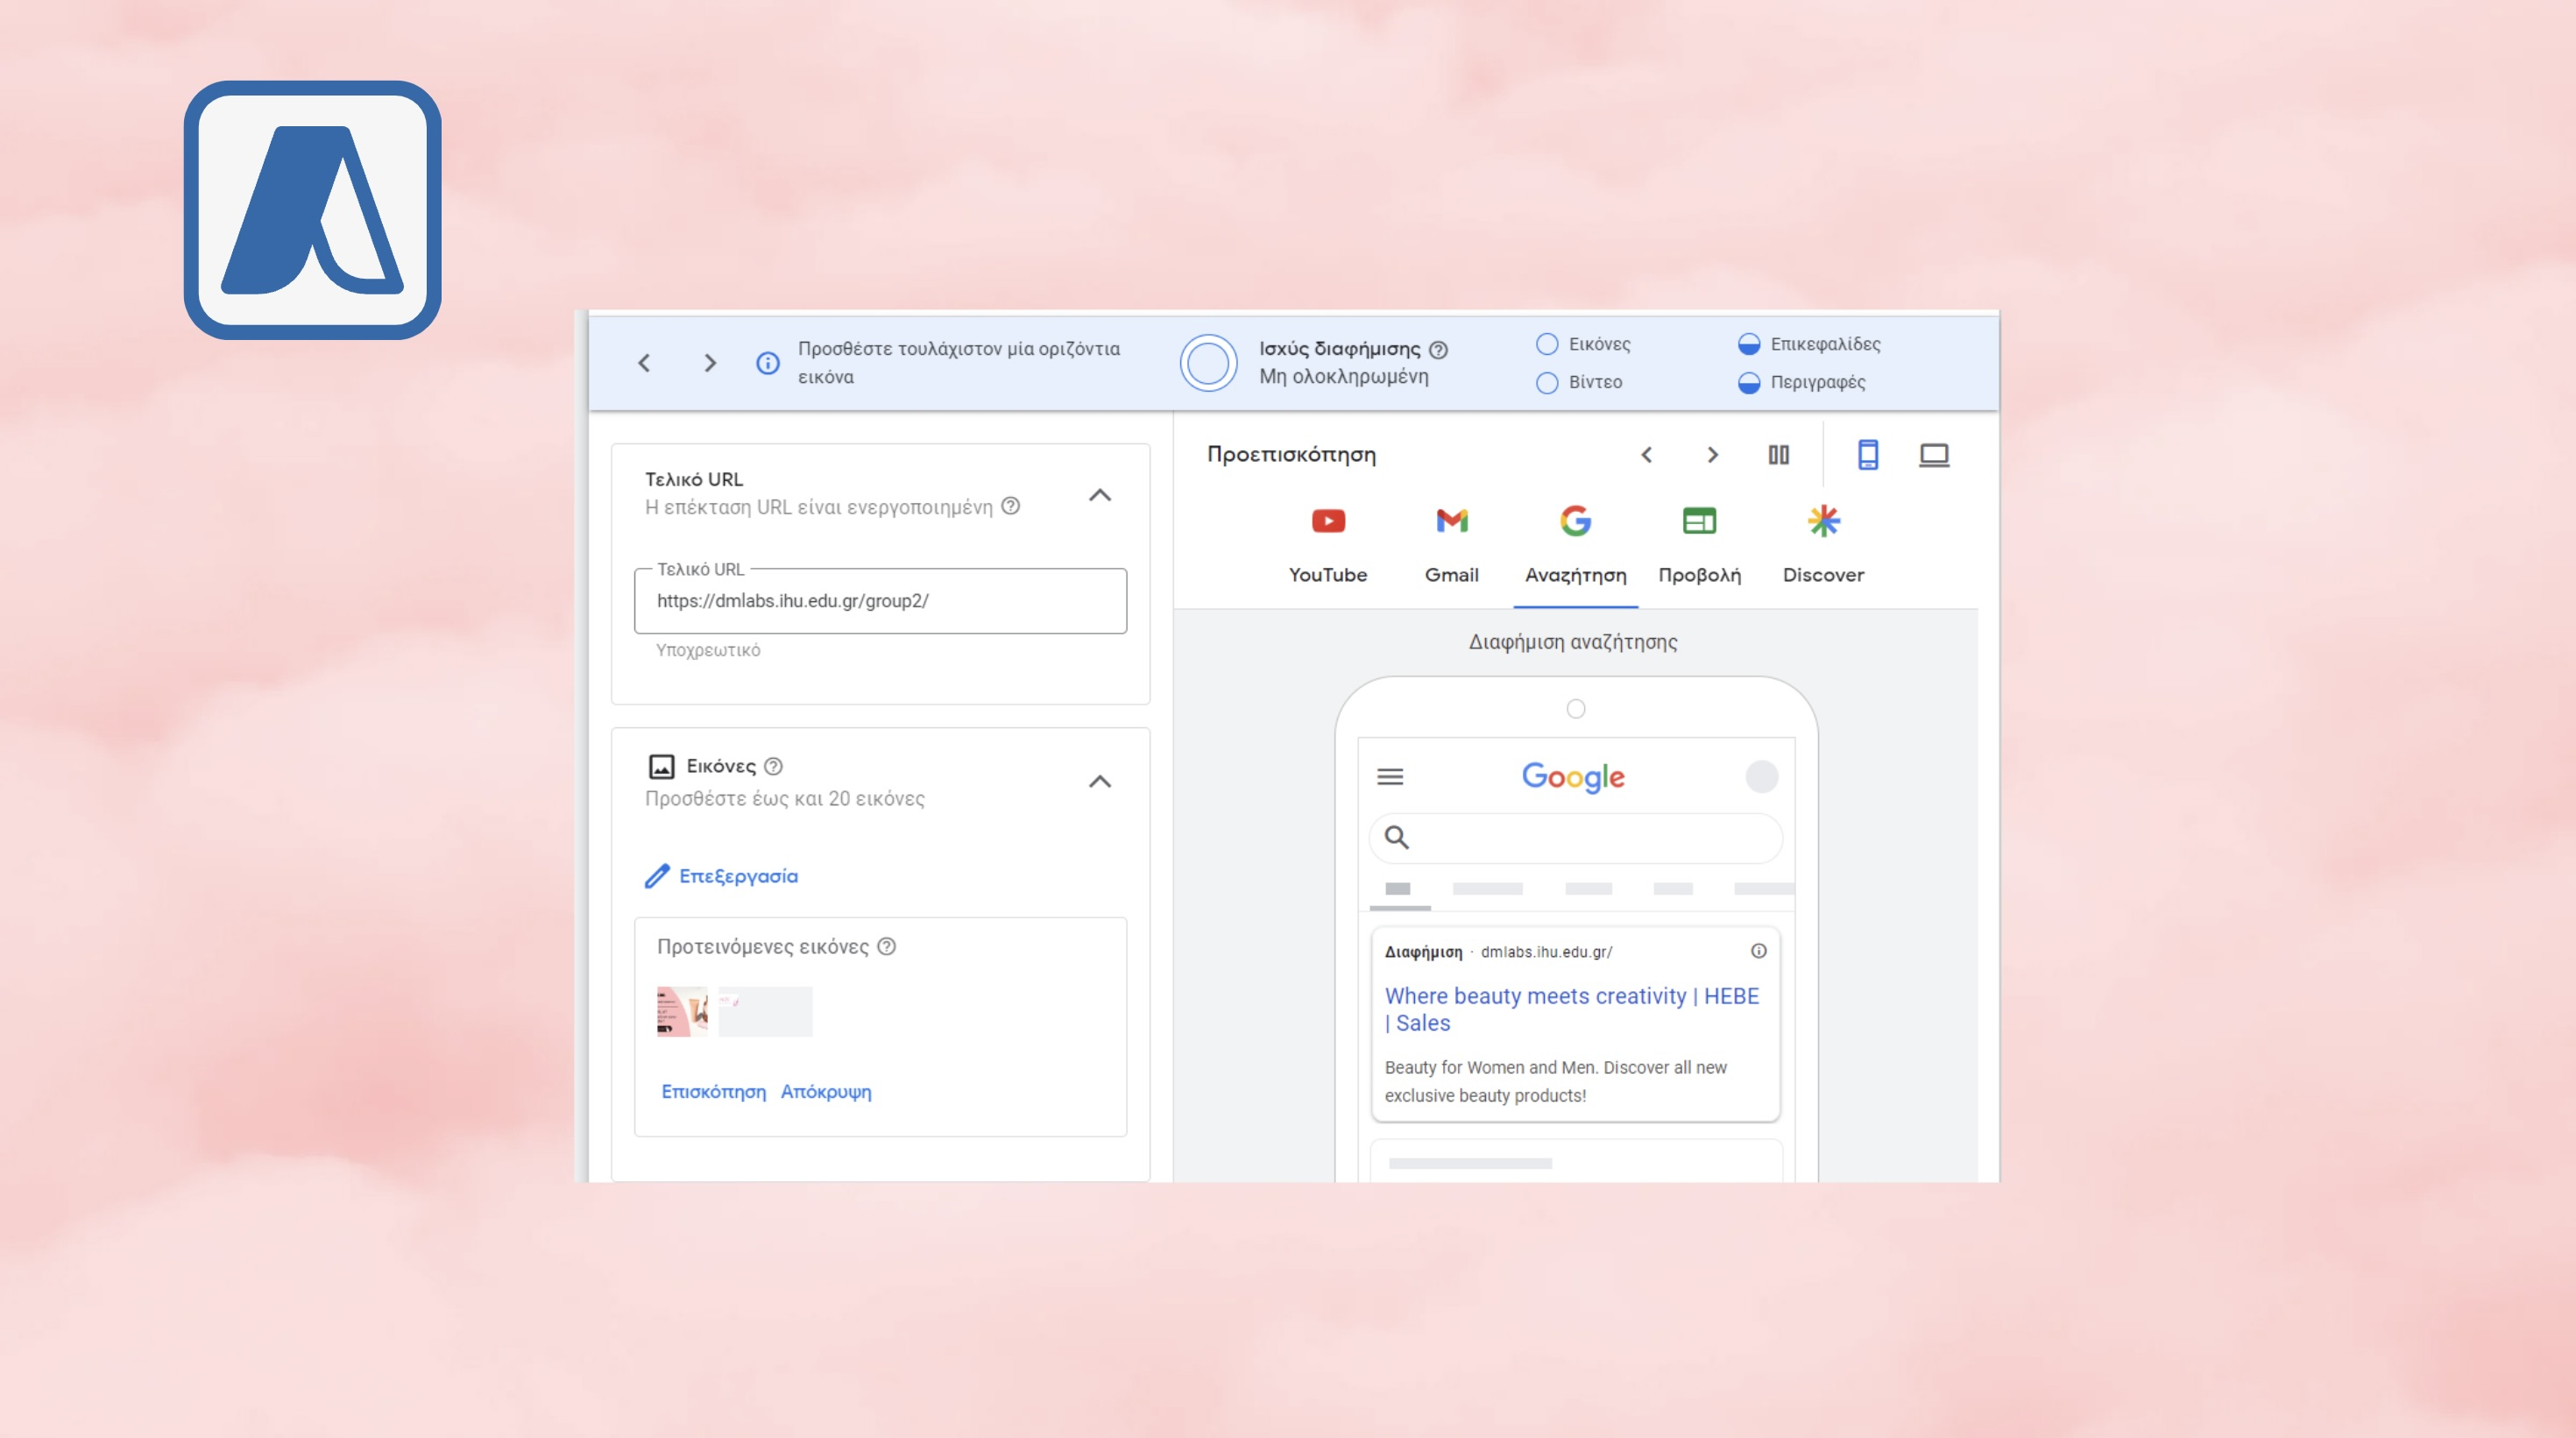 Προσθέστε τουλάχιστον μία οριζόντια
εικόνα
Ισχύς διαφήμισης
Μη ολοκληρωμένη
Εικόνες
Βίντεο
Επικεφαλίδες
Περιγραφές
Τελικό URL
Η επέκταση URL είναι ενεργοποιημένη
Τελικό URL
https://dmlabs.ihu.edu.gr/group2/
Υποχρεωτικό
Εικόνες
Προσθέστε έως και 20 εικόνες
Επεξεργασία
Προτεινόμενες εικόνες
Επισκόπηση Απόκρυψη
Προεπισκόπηση
YouTube Gmail Αναζήτηση Προβολή Discover
Διαφήμιση αναζήτησης
Google
Διαφήμιση · dmlabs.ihu.edu.gr/
Where beauty meets creativity | HEBE
| Sales
Beauty for Women and Men. Discover all new
exclusive beauty products!